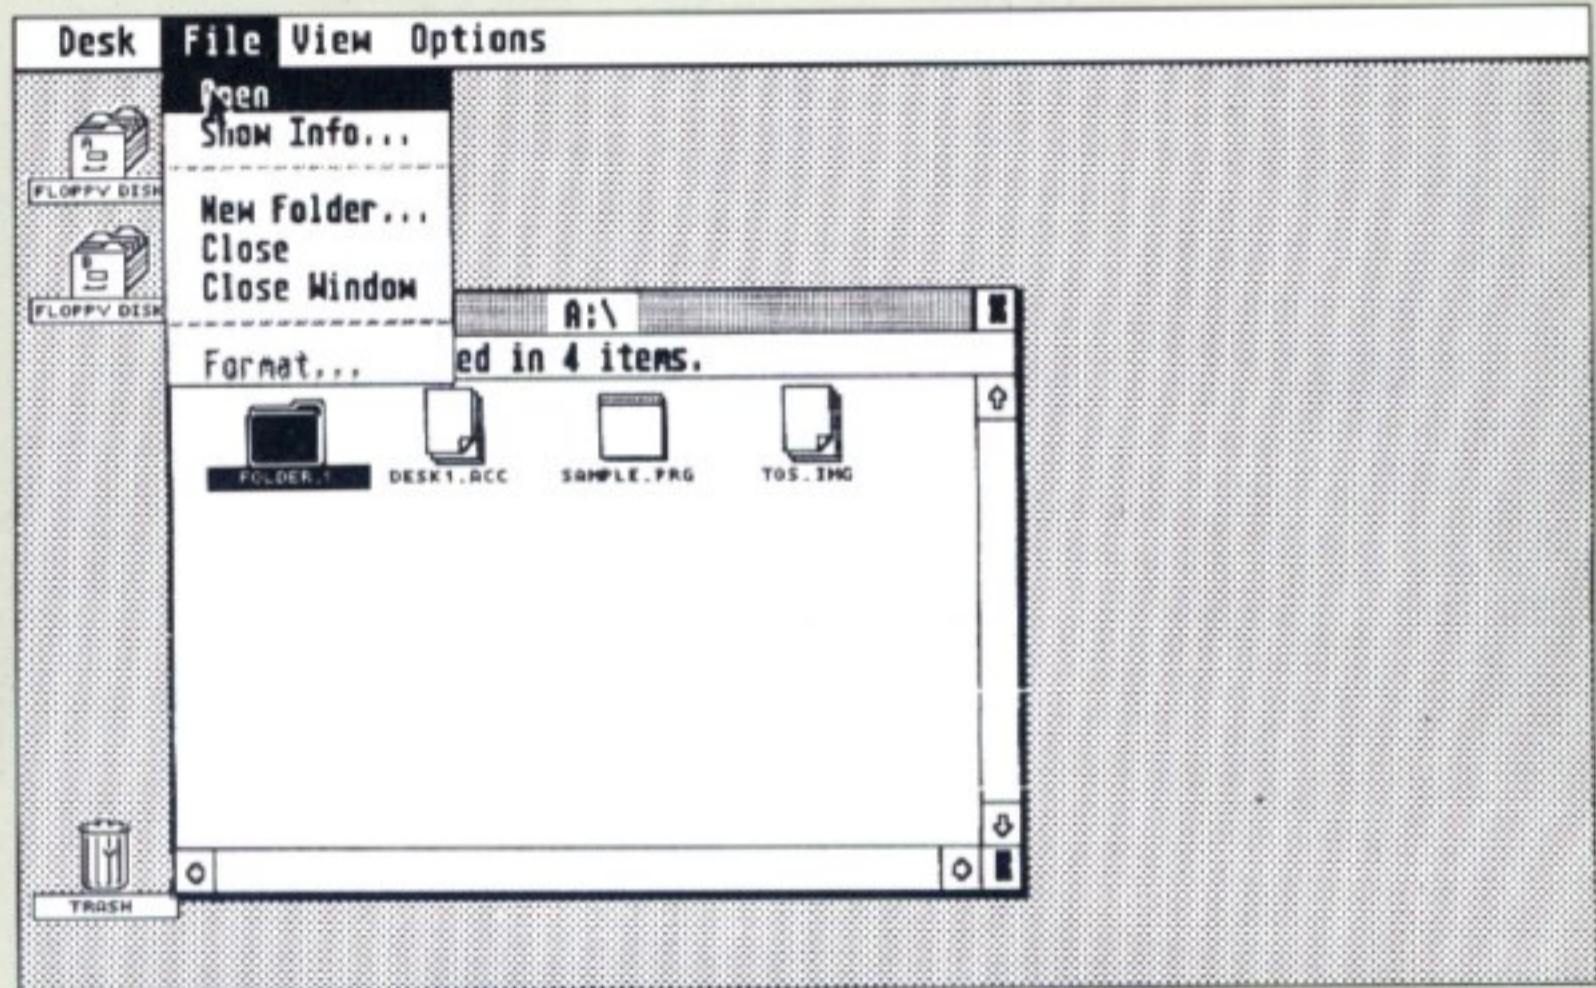 Desk File View Options
Open
Show Info...
New Folder...
Close
Close Window
Format...
FLOPPY DISK
FLOPPY DISK
A:\
ed in 4 items.
FOLDER.1
DESK1.ACC
SAMPLE.PRG
TOS.IMG
TRASH